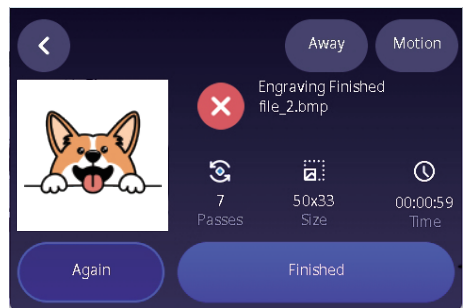 Away
Motion
Engraving Finished
file_2.bmp
7
Passes
50x33
Size
00:00:59
Time
Again
Finished